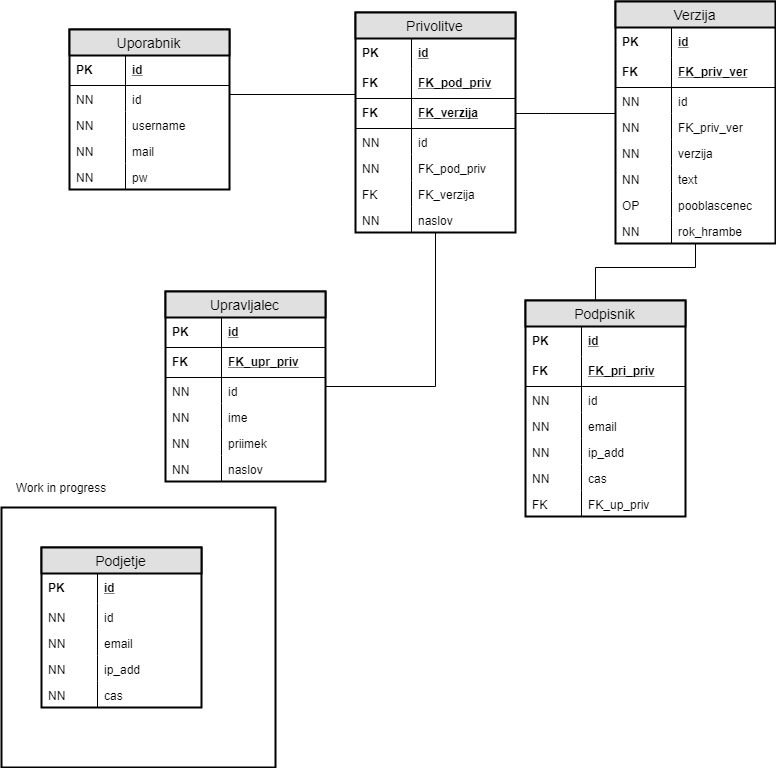 Uporabnik
PK id
NN id
NN username
NN mail
NN pw
Privolitve
PK id
FK FK_pod_priv
FK FK_verzija
NN id
NN FK_pod_priv
FK FK_verzija
NN naslov
Verzija
PK id
FK FK_priv_ver
NN id
NN FK_priv_ver
NN verzija
NN text
OP pooblascenec
NN rok_hrambe
Upravljalec
PK id
FK FK_upr_priv
NN id
NN ime
NN priimek
NN naslov
Podpisnik
PK id
FK FK_pri_priv
NN id
NN email
NN ip_add
NN cas
FK FK_up_priv
Work in progress
Podjetje
PK id
NN id
NN email
NN ip_add
NN cas